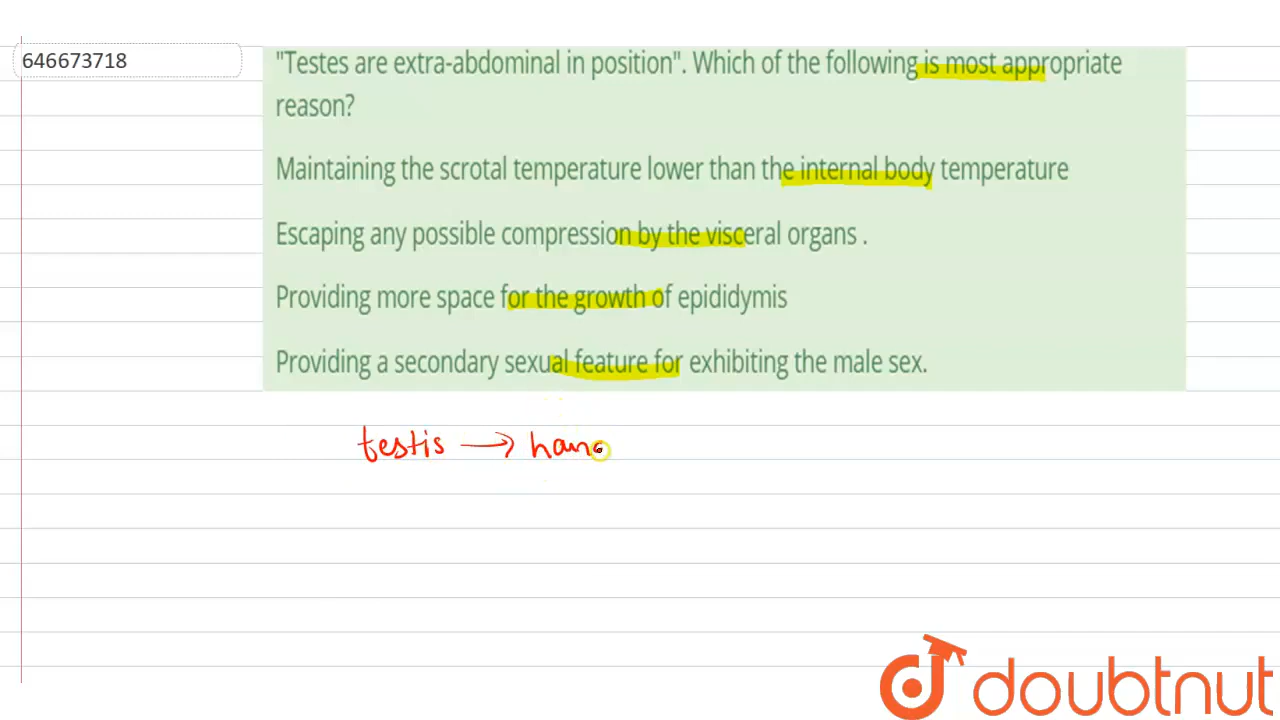 646673718
"Testes are extra-abdominal in position". Which of the following is most appropriate
reason?
Maintaining the scrotal temperature lower than the internal body temperature
Escaping any possible compression by the visceral organs .
Providing more space for the growth of epididymis
Providing a secondary sexual feature for exhibiting the male sex.
testis → han
doubtnut